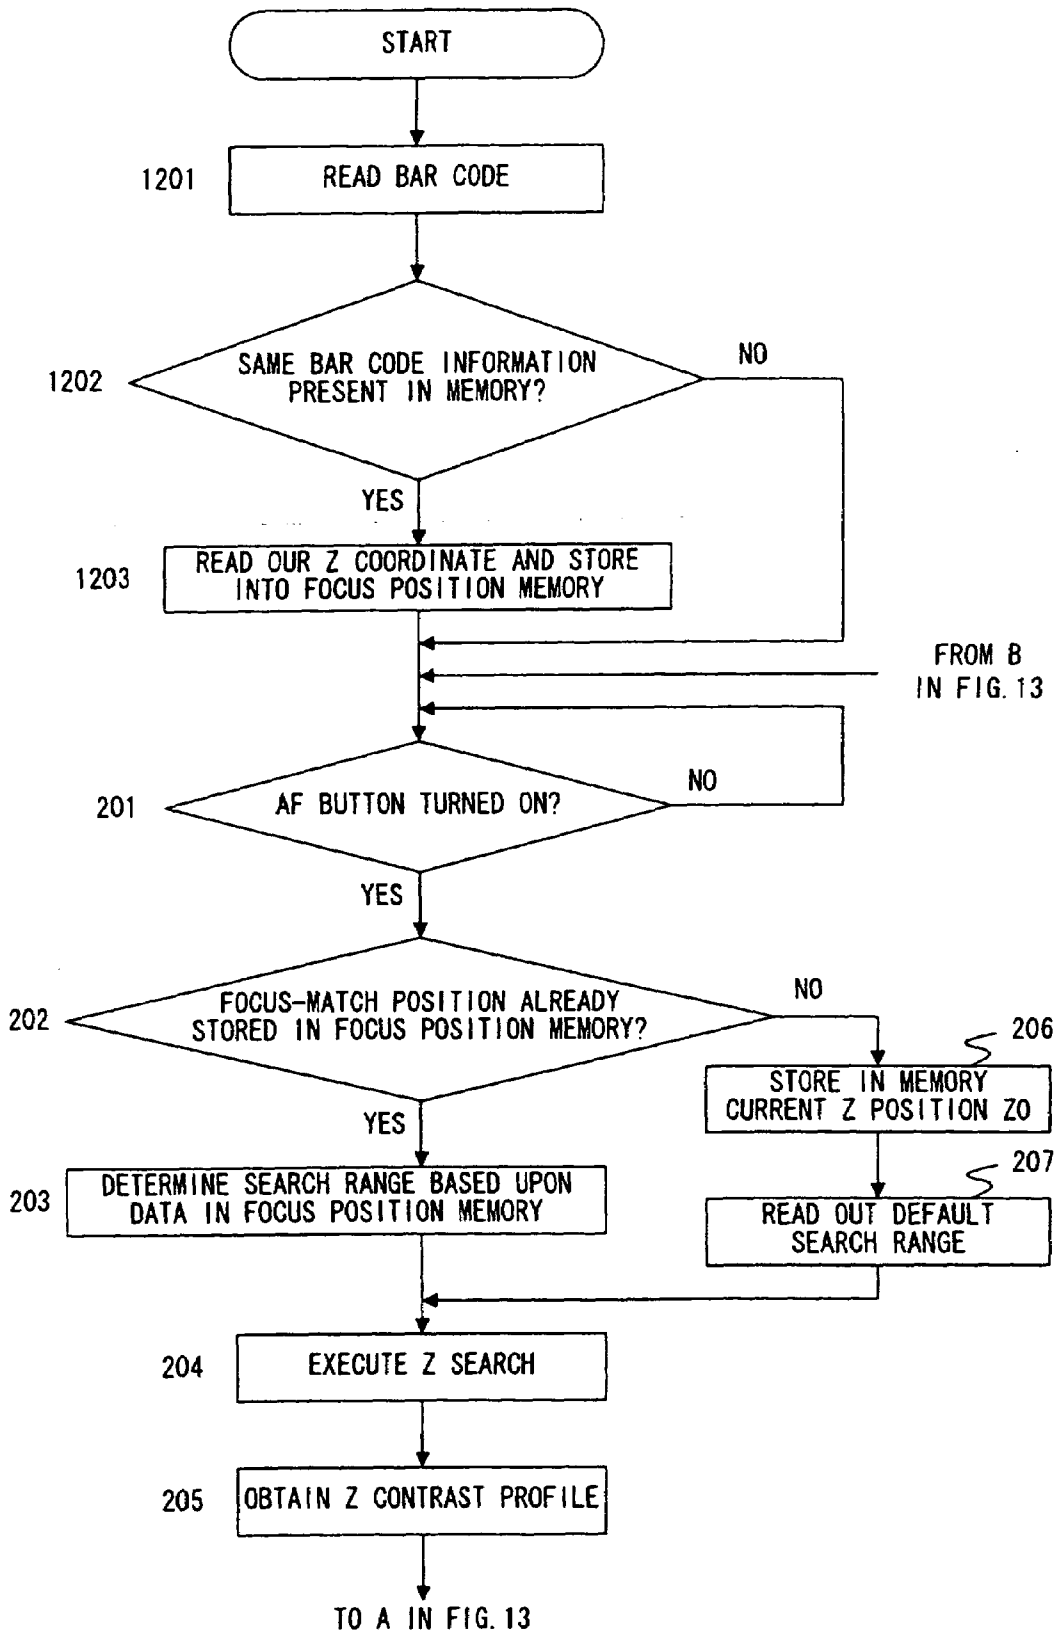 START
1201
READ BAR CODE
1202
SAME BAR CODE INFORMATION
PRESENT IN MEMORY?
NO
YES
1203
READ OUR Z COORDINATE AND STORE
INTO FOCUS POSITION MEMORY
FROM B
IN FIG. 13
201
AF BUTTON TURNED ON?
NO
YES
202
FOCUS-MATCH POSITION ALREADY
STORED IN FOCUS POSITION MEMORY?
NO
206
STORE IN MEMORY
CURRENT Z POSITION Z0
YES
207
203
DETERMINE SEARCH RANGE BASED UPON
DATA IN FOCUS POSITION MEMORY
READ OUT DEFAULT
SEARCH RANGE
204
EXECUTE Z SEARCH
205
OBTAIN Z CONTRAST PROFILE
TO A IN FIG. 13